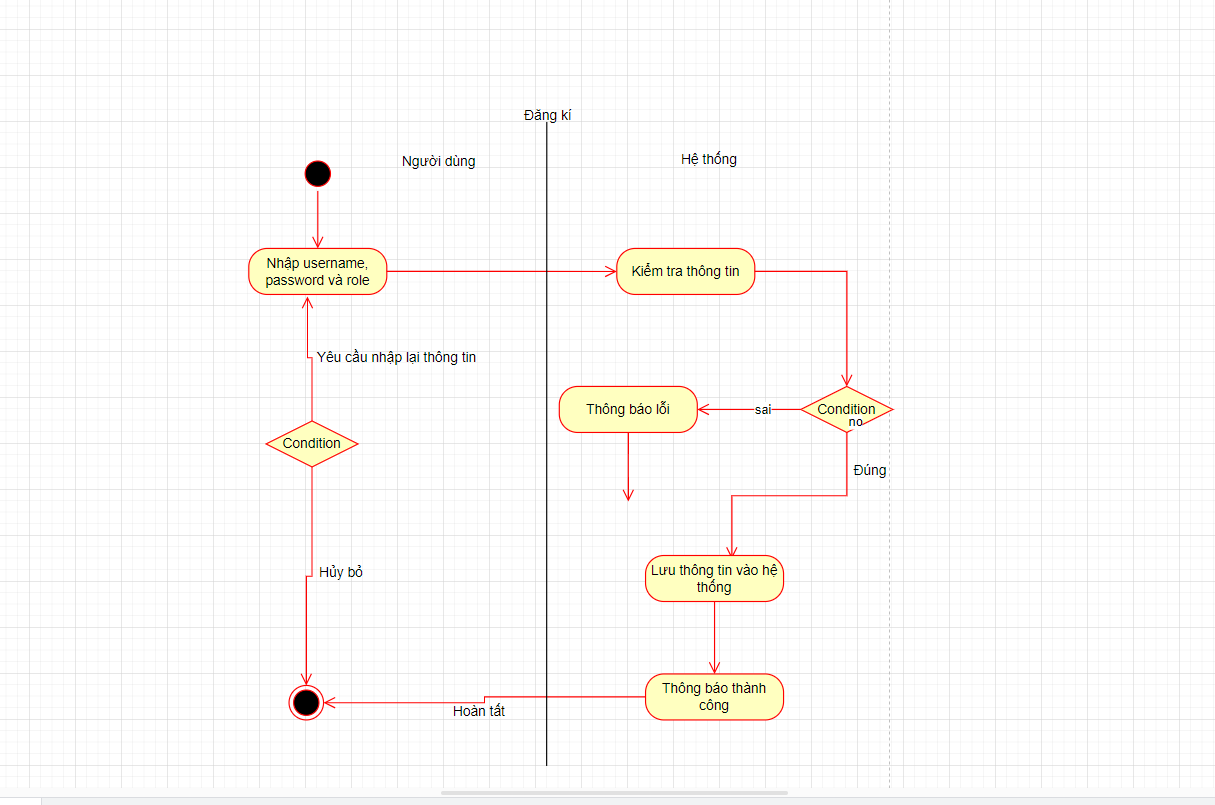 Đăng kí
Người dùng
Hệ thống
Nhập username,
password và role
Kiểm tra thông tin
Yêu cầu nhập lại thông tin
Thông báo lỗi
sai
Condition
no
Condition
Đúng
Hủy bỏ
Lưu thông tin vào hệ
thống
Thông báo thành
công
Hoàn tất